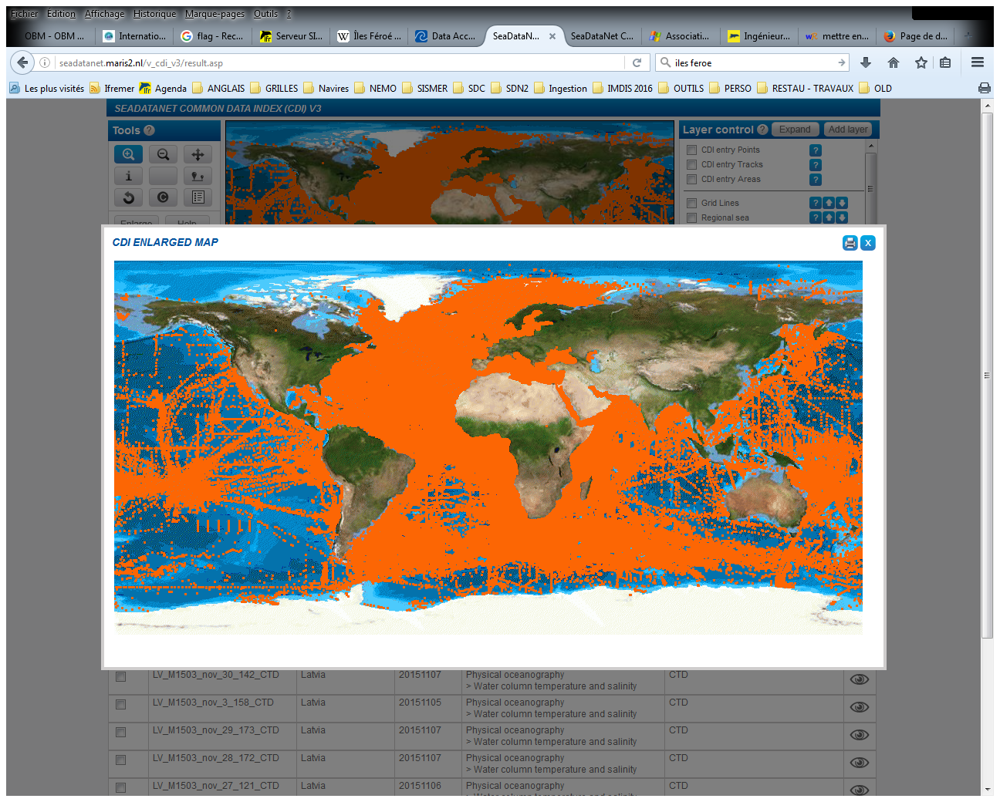 Fichier Édition Affichage Historique Marque-pages Outils ?
OBM - OBM ... Internatio... flag - Rec... Serveur SI... Îles Féroé ... Data Acc... SeaDataN... × SeaDataNet C... Associati... Ingénieur... mettre en... Page de d...
seadatanet.maris2.nl/v_cdi_v3/result.asp iles feroe
Les plus visités Ifremer Agenda ANGLAIS GRILLES Navires NEMO SISMER SDC SDN2 Ingestion IMDIS 2016 OUTILS PERSO RESTAU - TRAVAUX OLD
SEADATANET COMMON DATA INDEX (CDI) V3
Tools ?
Layer control ? Expand Add layer
CDI entry Points ?
CDI entry Tracks ?
CDI entry Areas ?
Grid Lines ?
Regional sea ?
Enlarge Help
CDI ENLARGED MAP X
LV_M1503_nov_30_142_CTD Latvia 20151107 Physical oceanography CTD
> Water column temperature and salinity
LV_M1503_nov_3_158_CTD Latvia 20151105 Physical oceanography CTD
> Water column temperature and salinity
LV_M1503_nov_29_173_CTD Latvia 20151107 Physical oceanography CTD
> Water column temperature and salinity
LV_M1503_nov_28_172_CTD Latvia 20151107 Physical oceanography CTD
> Water column temperature and salinity
LV_M1503_nov_27_121_CTD Latvia 20151106 Physical oceanography CTD
> Water column temperature and salinity